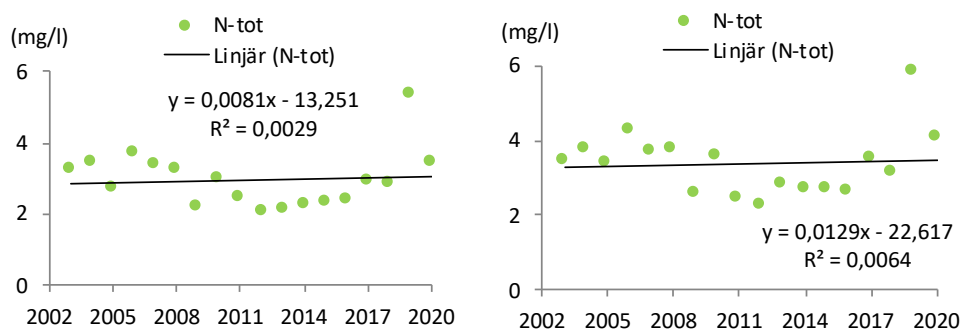 N-tot
(mg/l)
Linjär (N-tot)
6
y = 0,0081x - 13,251
R² = 0,0029
4
2
0
2002 2005 2008 2011 2014 2017 2020
N-tot
(mg/l)
Linjär (N-tot)
6
4
2
y = 0,0129x - 22,617
R² = 0,0064
0
2002 2005 2008 2011 2014 2017 2020